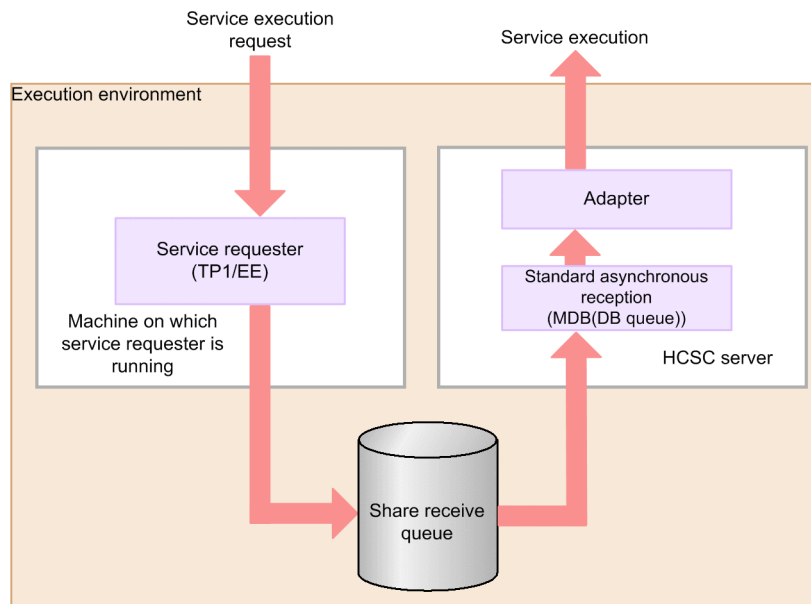 Service execution
request
Service execution
Execution environment
Service requester
(TP1/EE)
Machine on which
service requester is
running
Adapter
Standard asynchronous
reception
(MDB(DB queue))
HCSC server
Share receive
queue